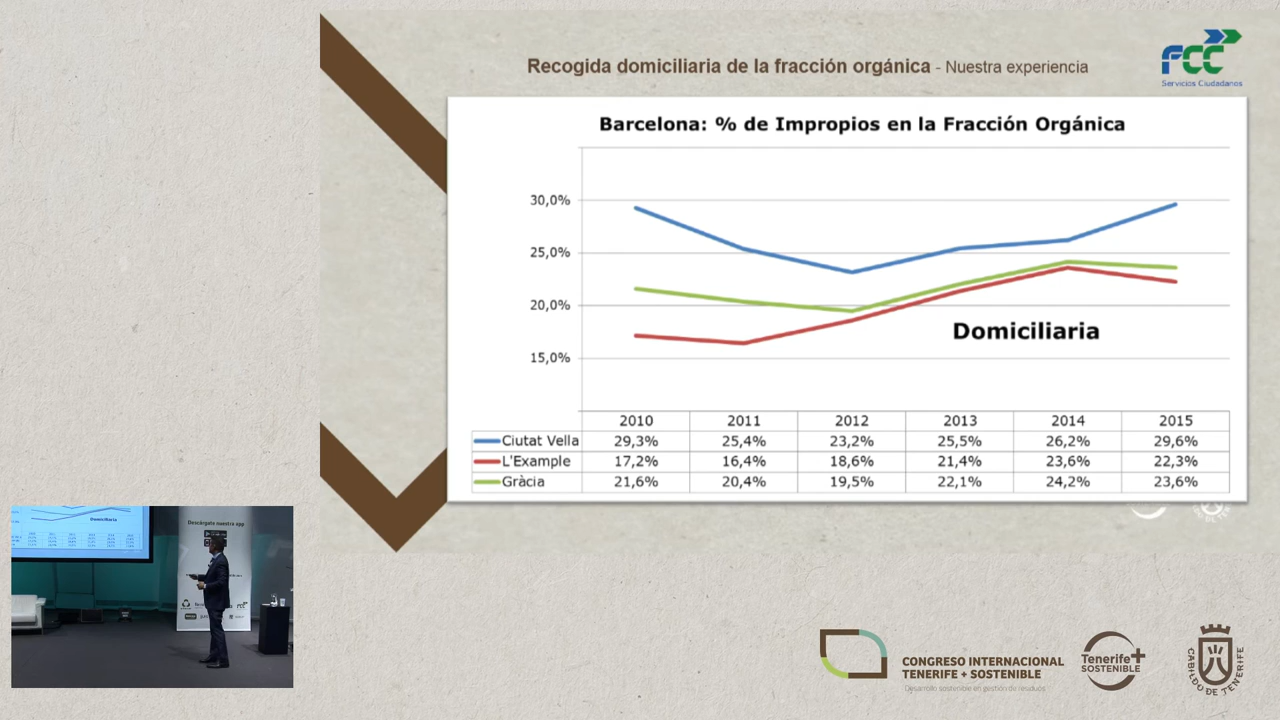 Recogida domiciliaria de la fracción orgánica - Nuestra experiencia
FCC
Servicios Ciudadanos
Barcelona: % de Impropios en la Fracción Orgánica
30,0%
25,0%
20,0%
15,0%
Domiciliaria
2010 2011 2012 2013 2014 2015
Ciutat Vella 29,3% 25,4% 23,2% 25,5% 26,2% 29,6%
L'Example 17,2% 16,4% 18,6% 21,4% 23,6% 22,3%
Gràcia 21,6% 20,4% 19,5% 22,1% 24,2% 23,6%
Domiciliaria
Descárgate nuestra app
FCC
CONGRESO INTERNACIONAL
TENERIFE + SOSTENIBLE
Desarrollo sostenible en gestión de residuos
Tenerife+
SOSTENIBLE
CABILDO DE TENERIFE